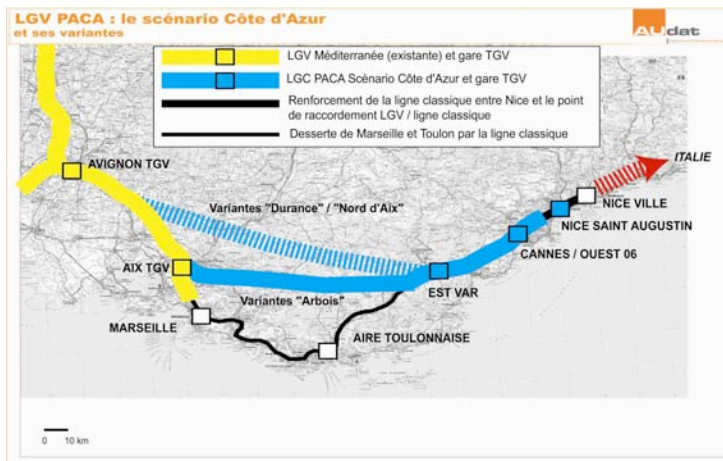 LGV PACA : le scénario Côte d'Azur
et ses variantes
AUdat
LGV Méditerranée (existante) et gare TGV
LGC PACA Scénario Côte d'Azur et gare TGV
Renforcement de la ligne classique entre Nice et le point
de raccordement LGV / ligne classique
Desserte de Marseille et Toulon par la ligne classique
ITALIE
AVIGNON TGV
NICE VILLE
Variantes "Durance" / "Nord d'Aix"
NICE SAINT AUGUSTIN
CANNES / OUEST 06
AIX TGV
EST VAR
Variantes "Arbois"
MARSEILLE
AIRE TOULONNAISE
0 10 km